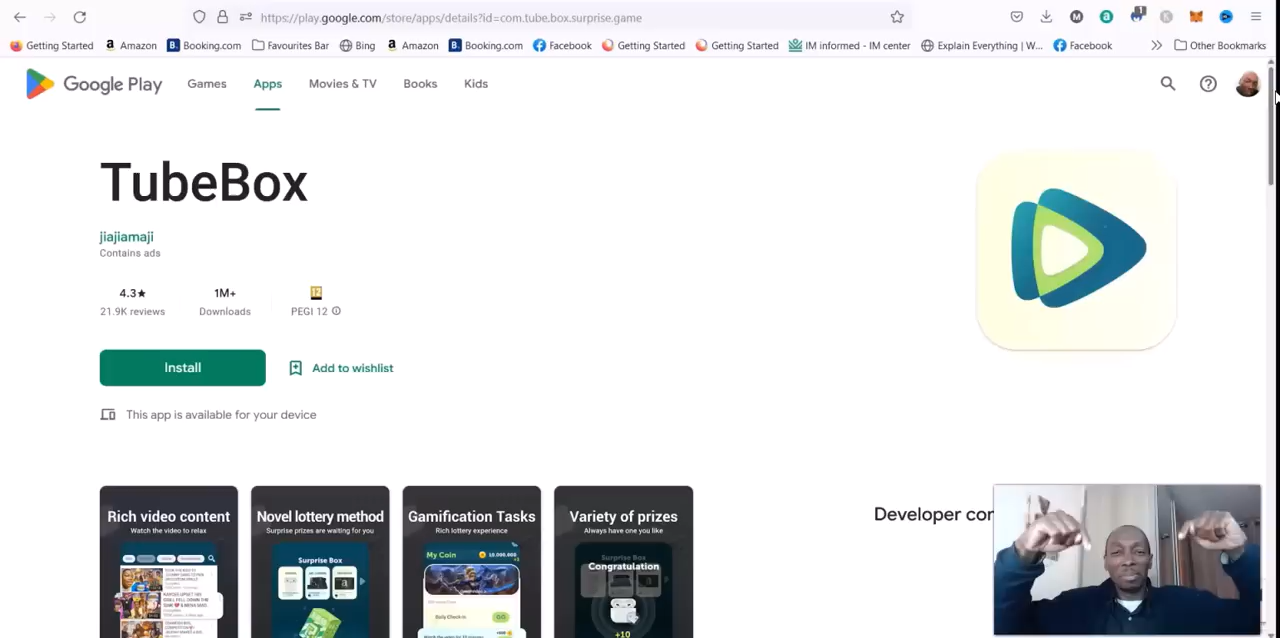 https://play.google.com/store/apps/details?id=com.tube.box.surprise.game
Getting Started Amazon Booking.com Favourites Bar Bing Amazon Booking.com Facebook Getting Started Getting Started IM informed - IM center Explain Everything | W... Facebook Other Bookmarks
Google Play Games Apps Movies & TV Books Kids
TubeBox
jiajiamaji
Contains ads
4.3★ 1M+ 12
21.9K reviews Downloads PEGI 12
Install Add to wishlist
This app is available for your device
Rich video content Novel lottery method Gamification Tasks Variety of prizes Developer con
Watch the video to relax Surprise prizes are waiting for you Rich lottery experience Always have one you like
Surprise Box My Coin 10.000.000 Surprise Box
Congratulation
Daily Check-in GO
+10